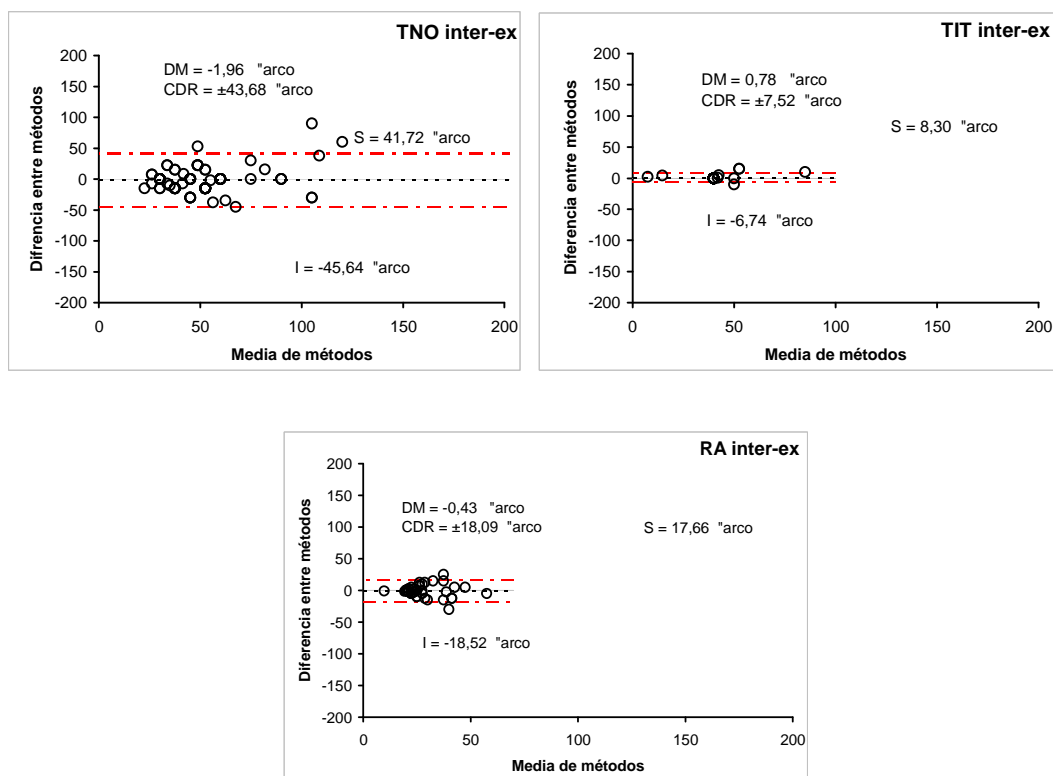 TNO inter-ex
DM = -1,96 "arco
CDR = ±43,68 "arco
S = 41,72 "arco
I = -45,64 "arco
Difrencia entre métodos
200
150
100
50
0
-50
-100
-150
-200
0 50 100 150 200
Media de métodos
TIT inter-ex
DM = 0,78 "arco
CDR = ±7,52 "arco
S = 8,30 "arco
I = -6,74 "arco
Diferencia entre métodos
200
150
100
50
0
-50
-100
-150
-200
0 50 100 150 200
Media de métodos
RA inter-ex
DM = -0,43 "arco
CDR = ±18,09 "arco
S = 17,66 "arco
I = -18,52 "arco
Diferencia entre métodos
200
150
100
50
0
-50
-100
-150
-200
0 50 100 150 200
Media de métodos